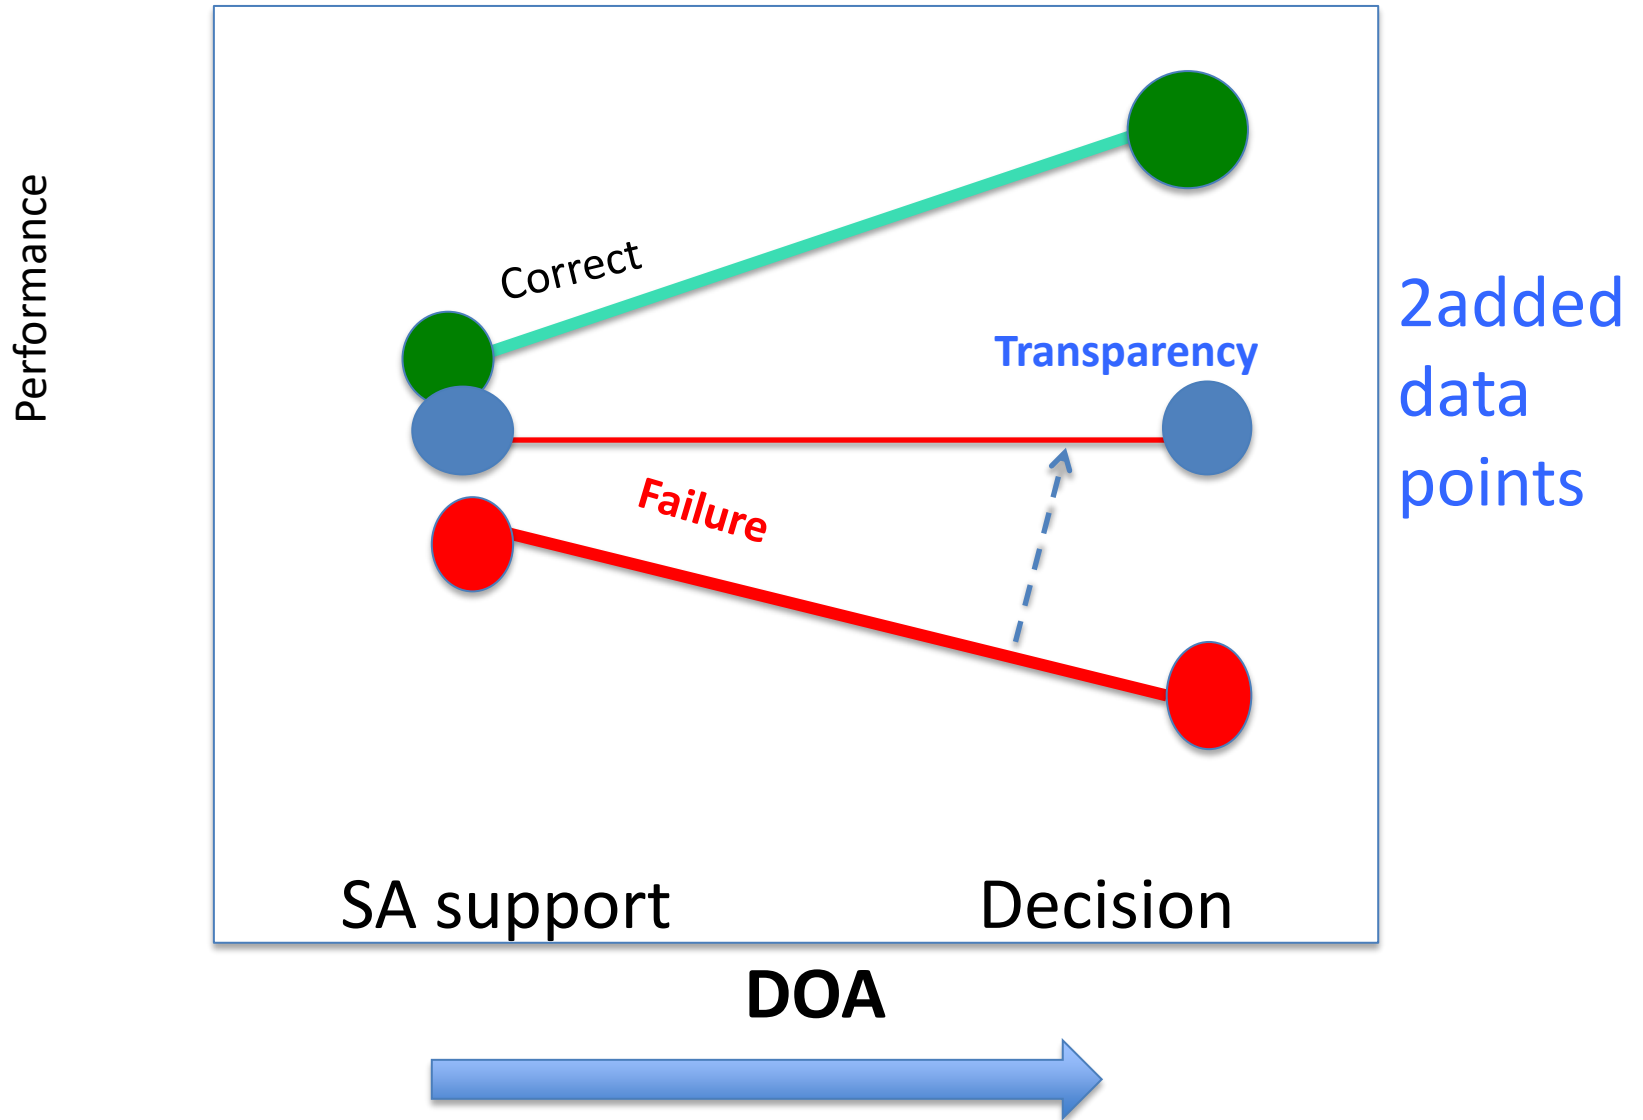 Performance
Correct
Transparency
2added
data
points
Failure
SA support
Decision
DOA